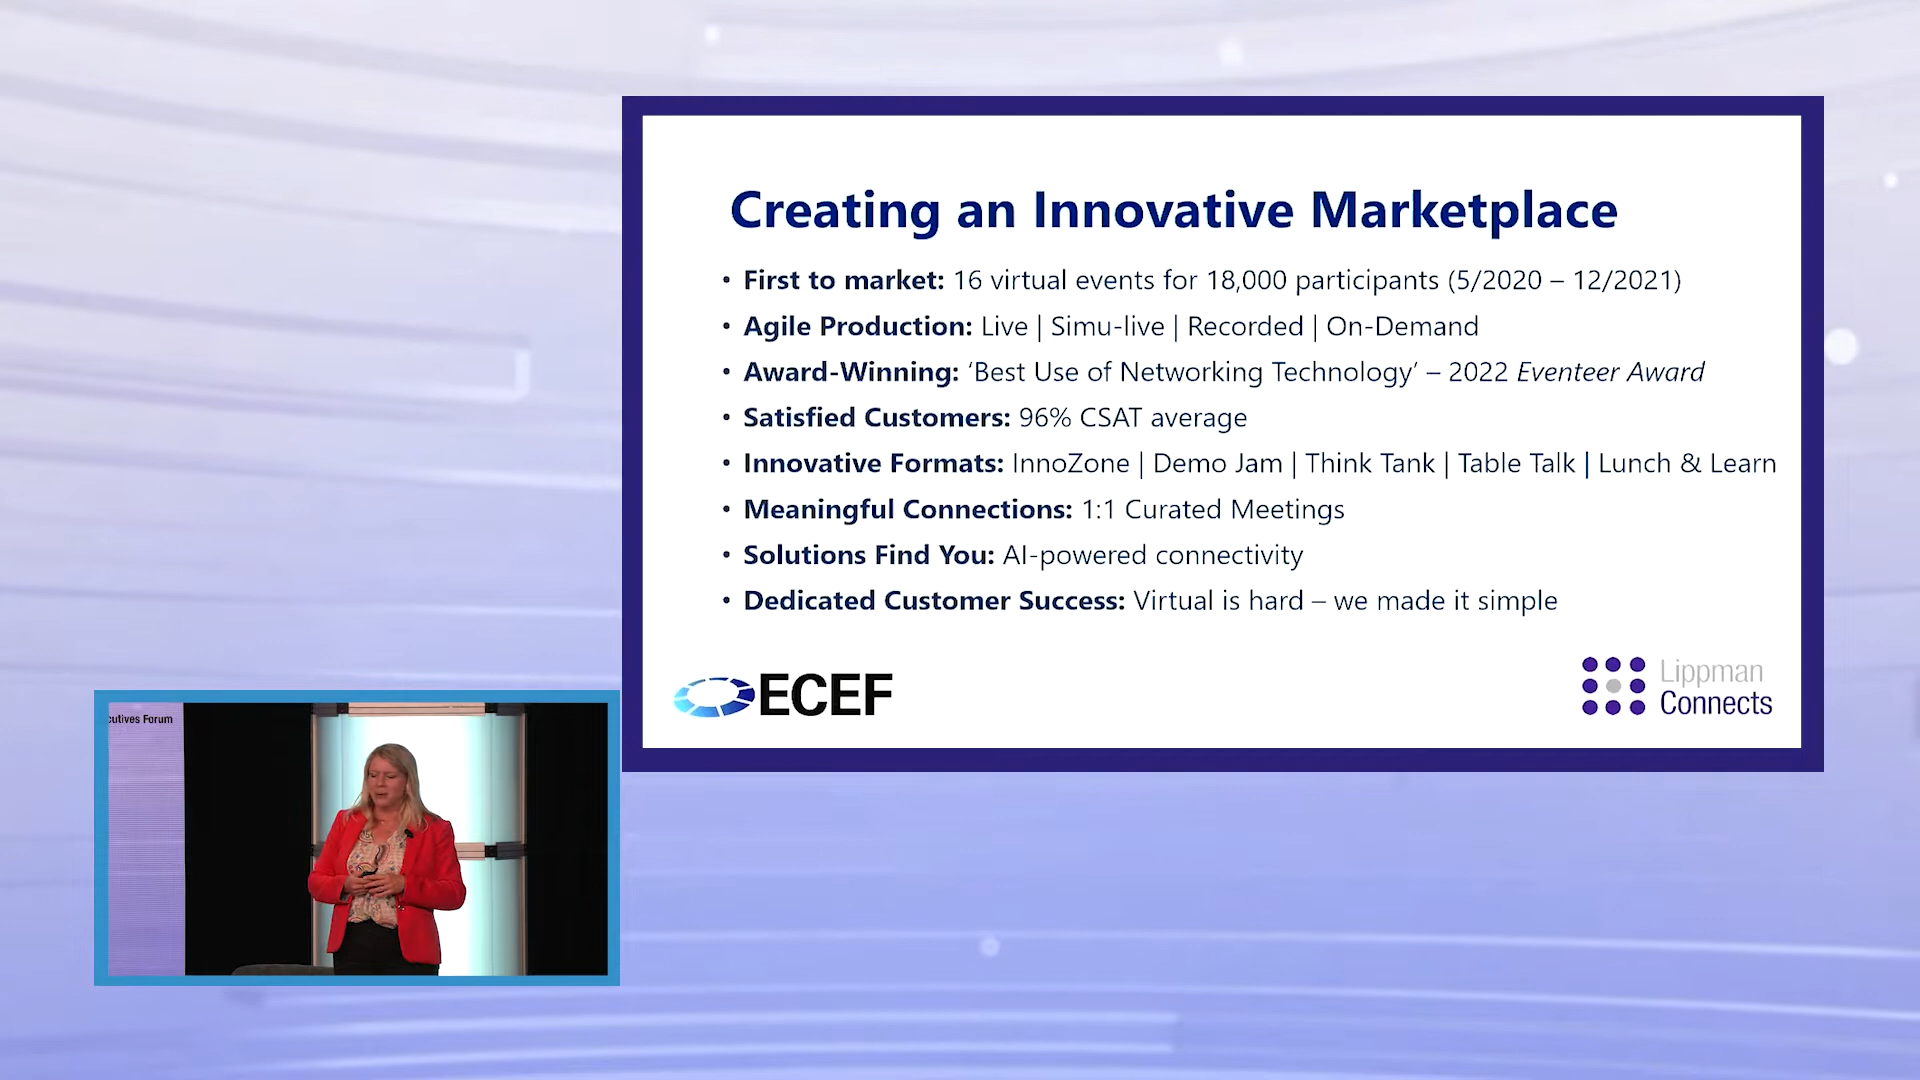 Creating an Innovative Marketplace
• First to market: 16 virtual events for 18,000 participants (5/2020 – 12/2021)
• Agile Production: Live | Simu-live | Recorded | On-Demand
• Award-Winning: ‘Best Use of Networking Technology’ – 2022 Eventeer Award
• Satisfied Customers: 96% CSAT average
• Innovative Formats: InnoZone | Demo Jam | Think Tank | Table Talk | Lunch & Learn
• Meaningful Connections: 1:1 Curated Meetings
• Solutions Find You: AI-powered connectivity
• Dedicated Customer Success: Virtual is hard – we made it simple
ECEF
Lippman
Connects
cutives Forum